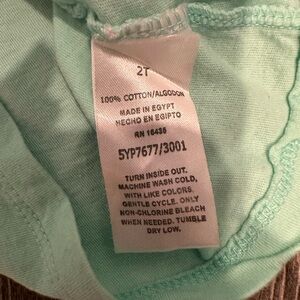 2T
100% COTTON/ALGODON
MADE IN EGYPT
HECHO EN EGIPTO
RN 16435
5YP7677/3001
TURN INSIDE OUT.
MACHINE WASH COLD,
WITH LIKE COLORS.
GENTLE CYCLE. ONLY
NON-CHLORINE BLEACH
WHEN NEEDED. TUMBLE
DRY LOW.